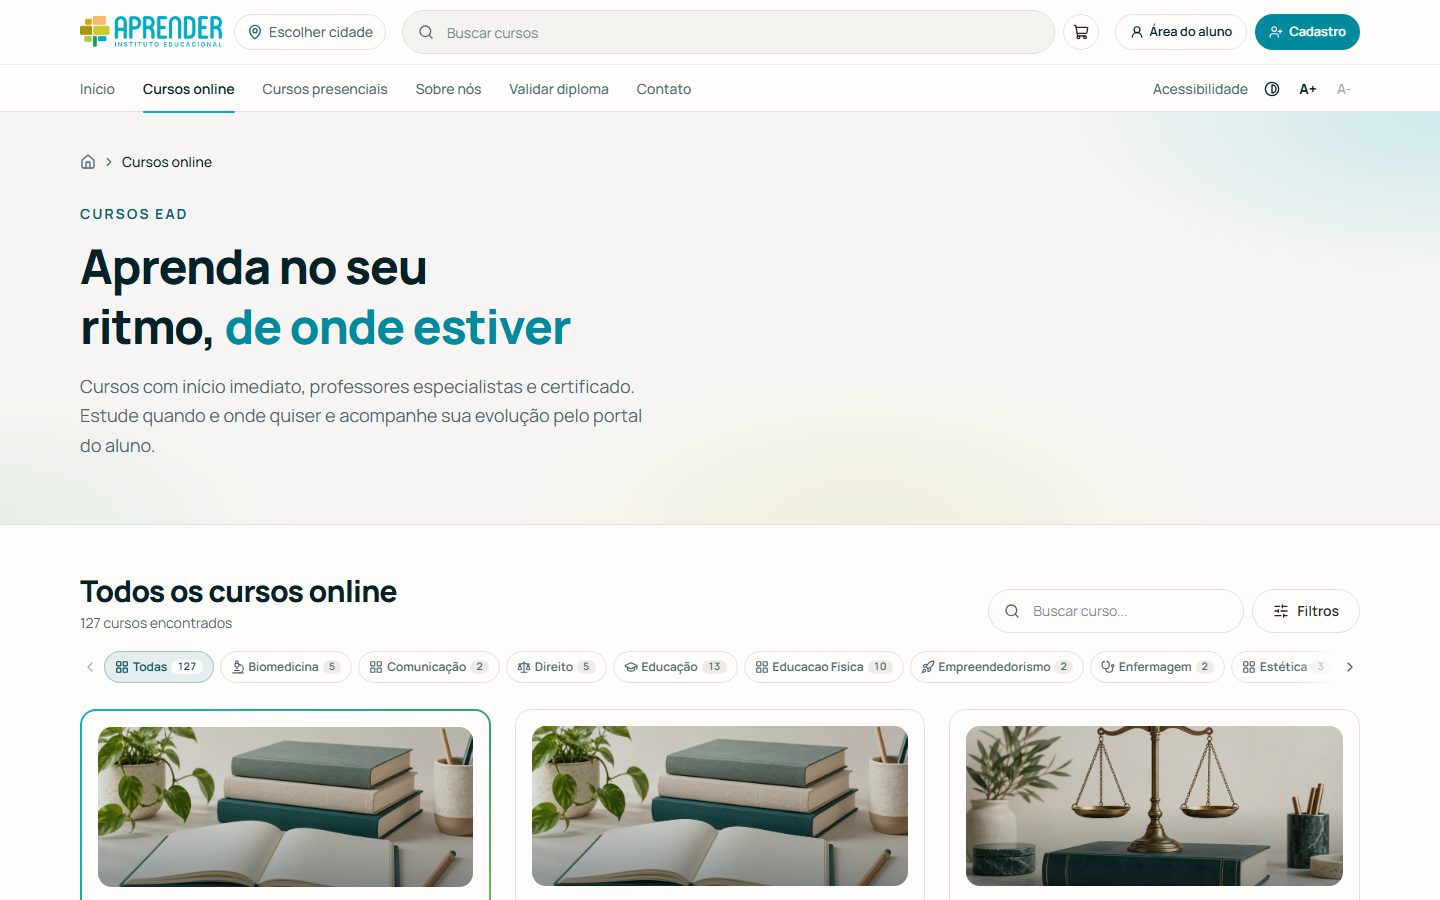 APRENDER
INSTITUTO EDUCACIONAL
Escolher cidade
Buscar cursos
Área do aluno
Cadastro
Início
Cursos online
Cursos presenciais
Sobre nós
Validar diploma
Contato
Acessibilidade
A+
A-
Cursos online
CURSOS EAD
Aprenda no seu
ritmo, de onde estiver
Cursos com início imediato, professores especialistas e certificado.
Estude quando e onde quiser e acompanhe sua evolução pelo portal
do aluno.
Todos os cursos online
127 cursos encontrados
Buscar curso...
Filtros
Todas 127
Biomedicina 5
Comunicação 2
Direito 5
Educação 13
Educacao Fisica 10
Empreendedorismo 2
Enfermagem 2
Estética 3